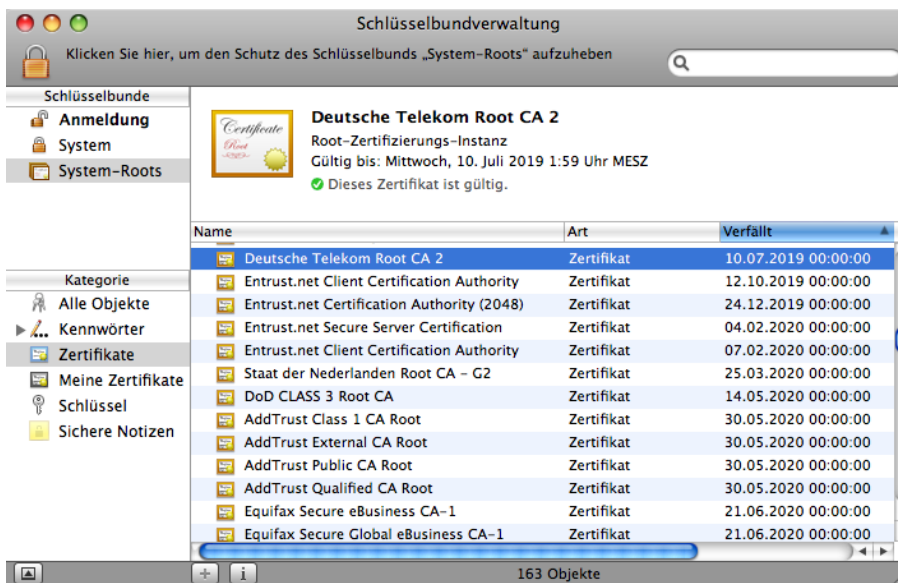 Schlüsselbundverwaltung
Klicken Sie hier, um den Schutz des Schlüsselbunds „System-Roots“ aufzuheben
Schlüsselbunde
Anmeldung
System
System-Roots
Certificate
Root
Deutsche Telekom Root CA 2
Root-Zertifizierungs-Instanz
Gültig bis: Mittwoch, 10. Juli 2019 1:59 Uhr MESZ
Dieses Zertifikat ist gültig.
Kategorie
Alle Objekte
Kennwörter
Zertifikate
Meine Zertifikate
Schlüssel
Sichere Notizen
Name Art Verfällt
Deutsche Telekom Root CA 2 Zertifikat 10.07.2019 00:00:00
Entrust.net Client Certification Authority Zertifikat 12.10.2019 00:00:00
Entrust.net Certification Authority (2048) Zertifikat 24.12.2019 00:00:00
Entrust.net Secure Server Certification Zertifikat 04.02.2020 00:00:00
Entrust.net Client Certification Authority Zertifikat 07.02.2020 00:00:00
Staat der Nederlanden Root CA - G2 Zertifikat 25.03.2020 00:00:00
DoD CLASS 3 Root CA Zertifikat 14.05.2020 00:00:00
AddTrust Class 1 CA Root Zertifikat 30.05.2020 00:00:00
AddTrust External CA Root Zertifikat 30.05.2020 00:00:00
AddTrust Public CA Root Zertifikat 30.05.2020 00:00:00
AddTrust Qualified CA Root Zertifikat 30.05.2020 00:00:00
Equifax Secure eBusiness CA-1 Zertifikat 21.06.2020 00:00:00
Equifax Secure Global eBusiness CA-1 Zertifikat 21.06.2020 00:00:00
163 Objekte